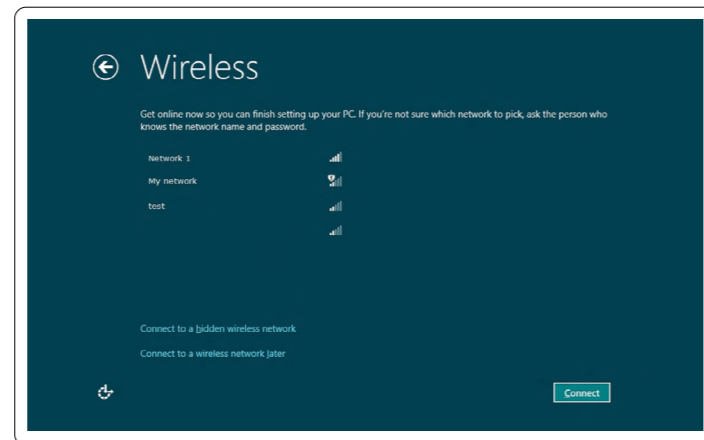 Wireless
Get online now so you can finish setting up your PC. If you're not sure which network to pick, ask the person who
knows the network name and password.
Network 1
My network
test
Connect to a hidden wireless network
Connect to a wireless network later
Connect